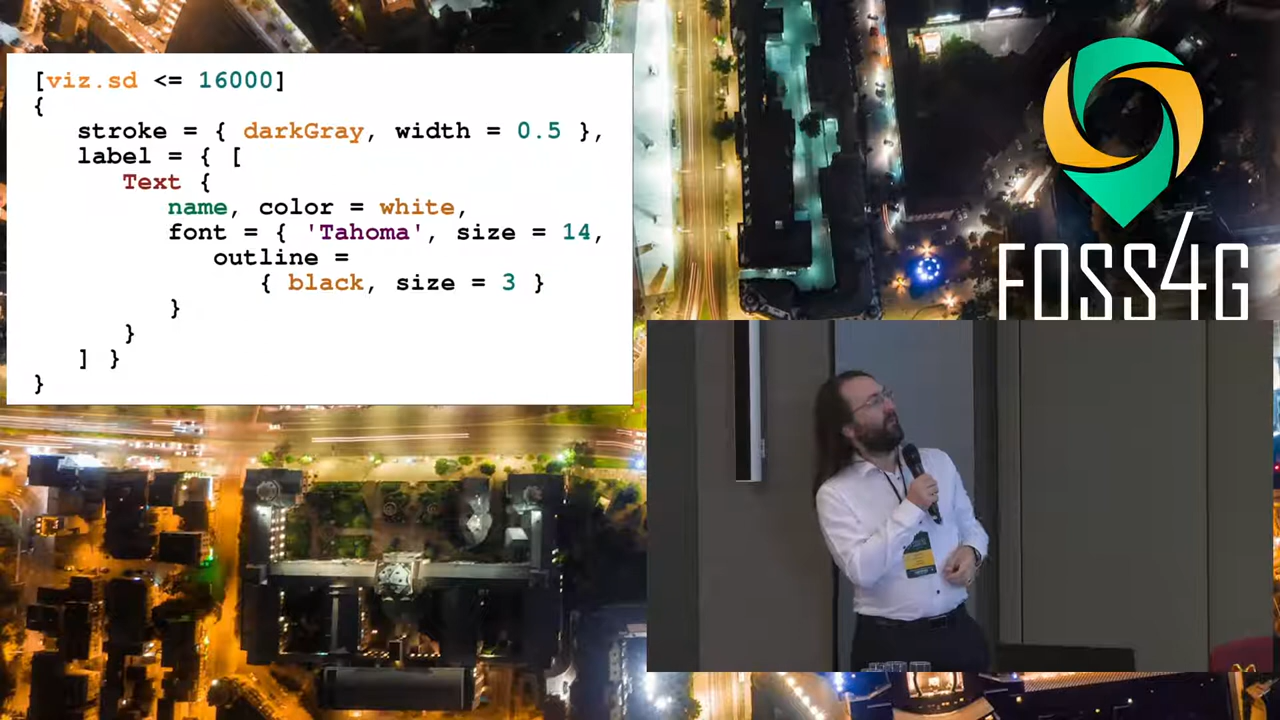 [viz.sd <= 16000]
{
stroke = { darkGray, width = 0.5 },
label = { [
Text {
name, color = white,
font = { 'Tahoma', size = 14,
outline =
{ black, size = 3 }
}
}
] }
}
FOSS4G